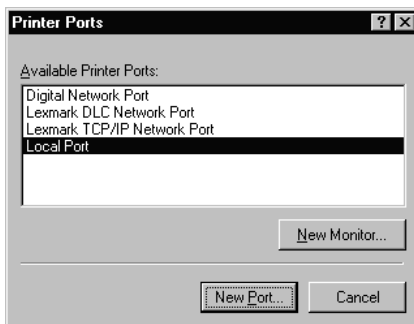 Printer Ports
Available Printer Ports:
Digital Network Port
Lexmark DLC Network Port
Lexmark TCP/IP Network Port
Local Port
New Monitor...
New Port...
Cancel